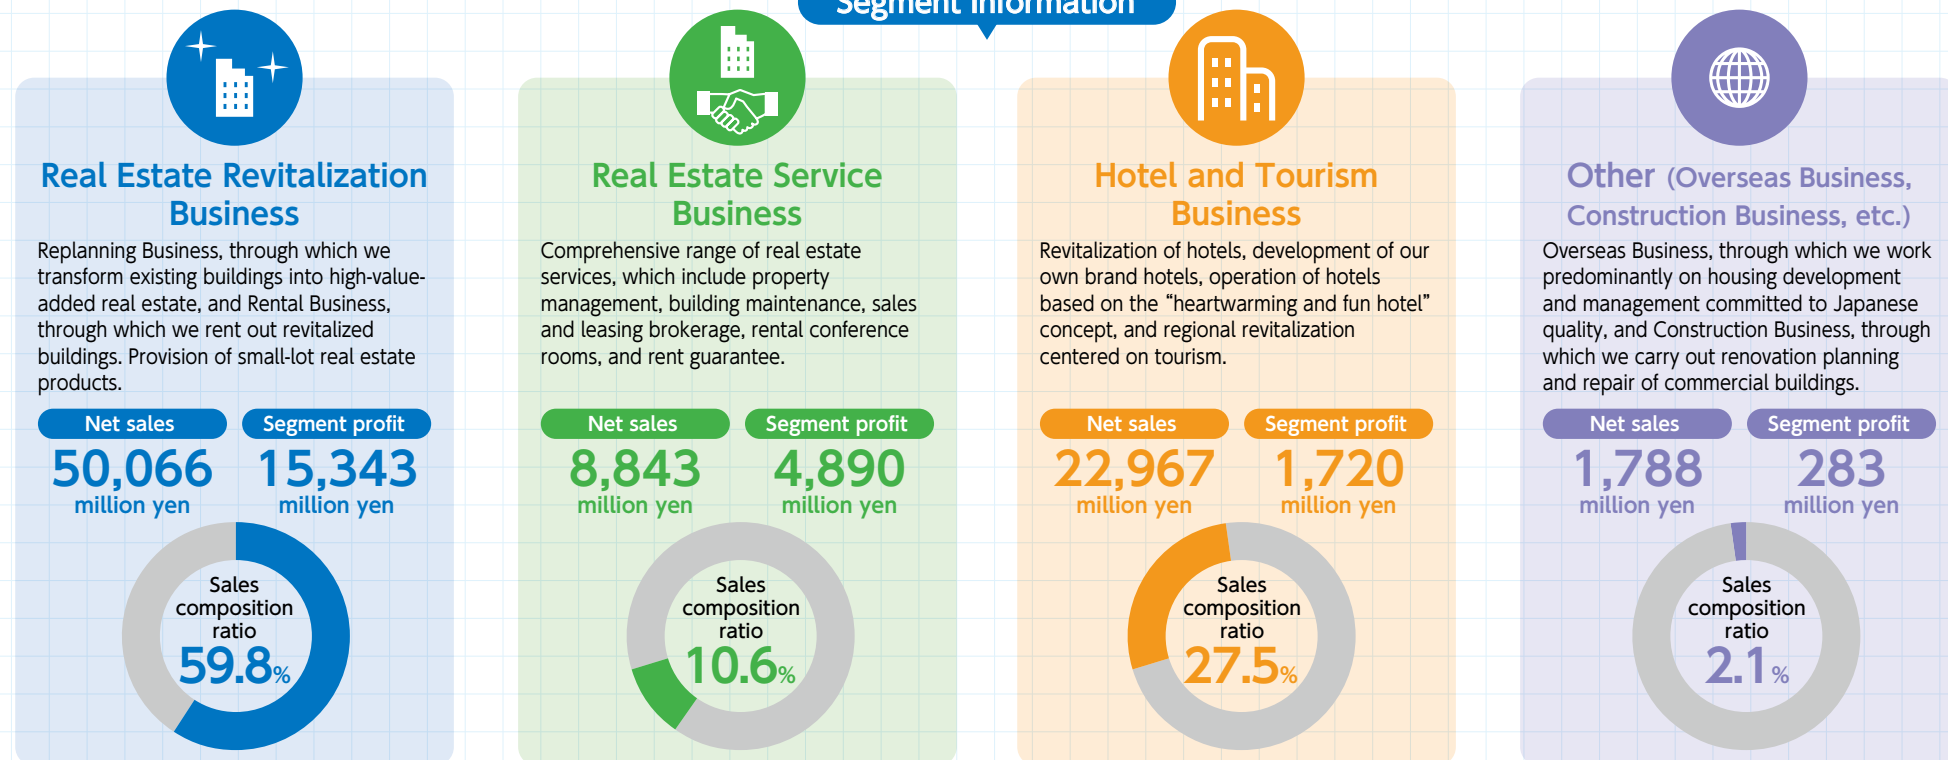 Segment Information
Real Estate Revitalization
Business
Replanning Business, through which we
transform existing buildings into high-value-
added real estate, and Rental Business,
through which we rent out revitalized
buildings. Provision of small-lot real estate
products.
Net sales
50,066
million yen
Segment profit
15,343
million yen
Sales
composition
ratio
59.8%
Real Estate Service
Business
Comprehensive range of real estate
services, which include property
management, building maintenance, sales
and leasing brokerage, rental conference
rooms, and rent guarantee.
Net sales
8,843
million yen
Segment profit
4,890
million yen
Sales
composition
ratio
10.6%
Hotel and Tourism
Business
Revitalization of hotels, development of our
own brand hotels, operation of hotels
based on the “heartwarming and fun hotel”
concept, and regional revitalization
centered on tourism.
Net sales
22,967
million yen
Segment profit
1,720
million yen
Sales
composition
ratio
27.5%
Other (Overseas Business,
Construction Business, etc.)
Overseas Business, through which we work
predominantly on housing development
and management committed to Japanese
quality, and Construction Business, through
which we carry out renovation planning
and repair of commercial buildings.
Net sales
1,788
million yen
Segment profit
283
million yen
Sales
composition
ratio
2.1%